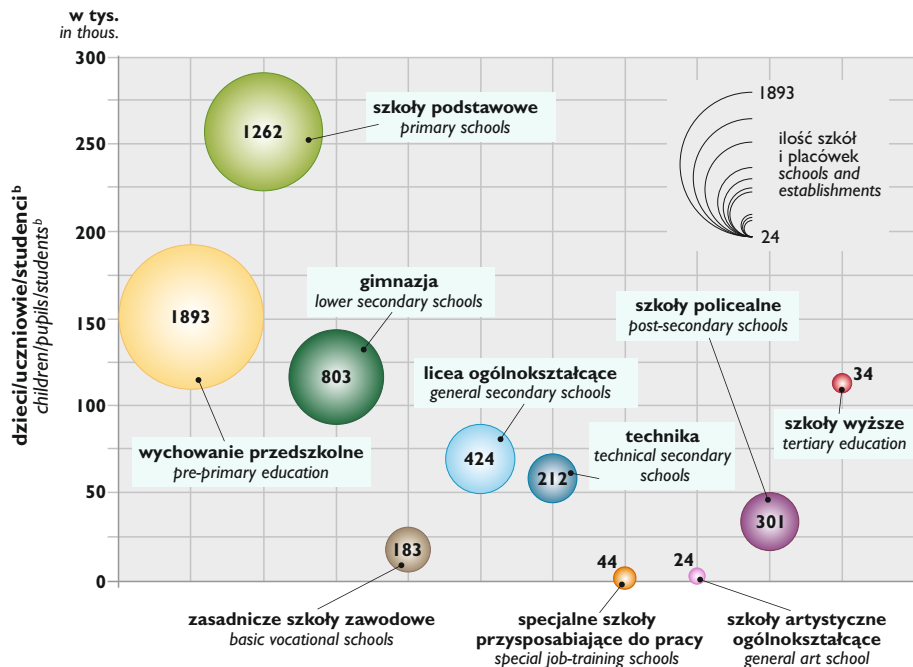 w tys.
in thous.
300
250
200
150
100
50
0
dzieci/uczniowie/studenci b
children/pupils/students b
1262
szkoły podstawowe
primary schools
1893
ilość szkół
i placówek
schools and
establishments
24
1893
wychowanie przedszkolne
pre-primary education
803
gimnazja
lower secondary schools
424
licea ogólnokształcące
general secondary schools
212
technika
technical secondary
schools
szkoły policealne
post-secondary schools
301
34
szkoły wyższe
tertiary education
183
zasadnicze szkoły zawodowe
basic vocational schools
44
specjalne szkoły
przysposabiające do pracy
special job-training schools
24
szkoły artystyczne
ogólnokształcące
general art school